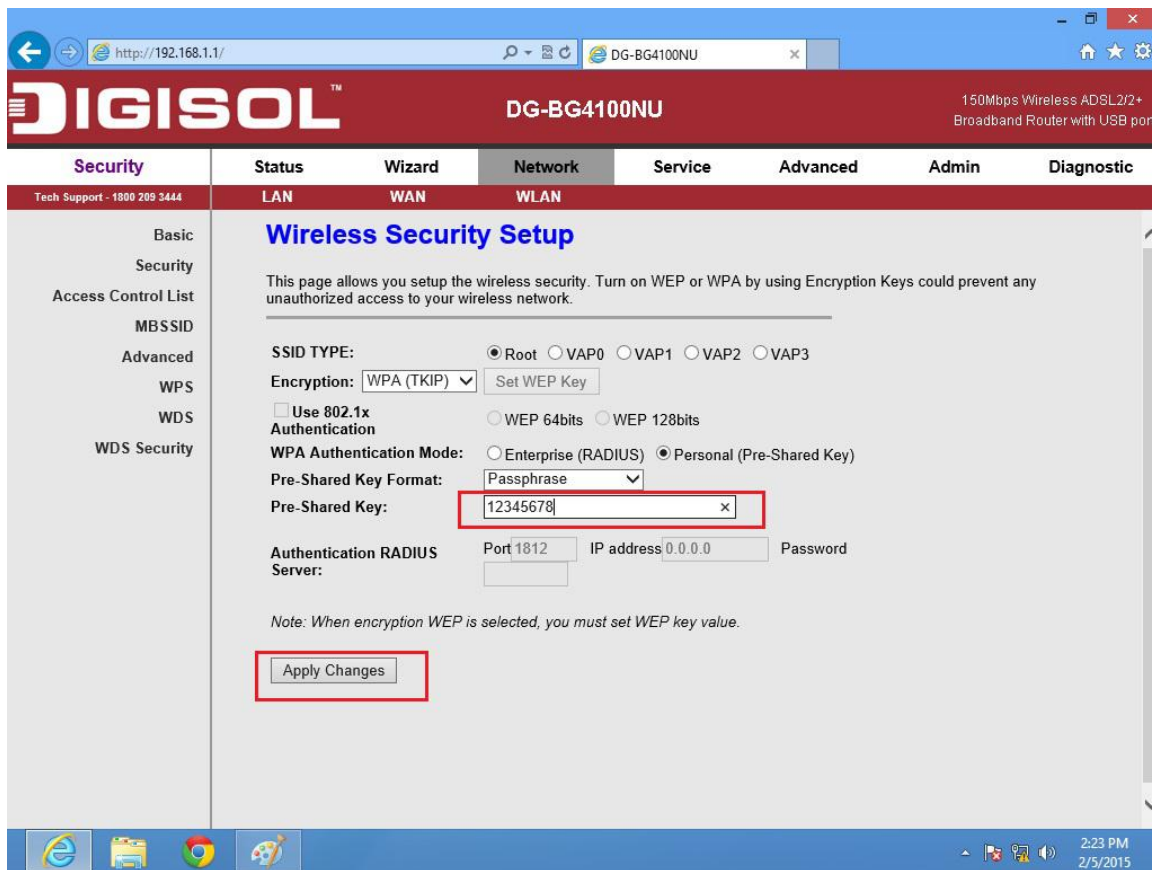 http://192.168.1.1/
DG-BG4100NU
DIGISOL™
DG-BG4100NU
150Mbps Wireless ADSL2/2+
Broadband Router with USB por
Security
Status
Wizard
Network
Service
Advanced
Admin
Diagnostic
Tech Support - 1800 209 3444
LAN
WAN
WLAN
Basic
Security
Access Control List
MBSSID
Advanced
WPS
WDS
WDS Security
Wireless Security Setup
This page allows you setup the wireless security. Turn on WEP or WPA by using Encryption Keys could prevent any
unauthorized access to your wireless network.
SSID TYPE: Root VAP0 VAP1 VAP2 VAP3
Encryption: WPA (TKIP) Set WEP Key
Use 802.1x
Authentication
WEP 64bits WEP 128bits
WPA Authentication Mode: Enterprise (RADIUS) Personal (Pre-Shared Key)
Pre-Shared Key Format: Passphrase
Pre-Shared Key: 12345678
Authentication RADIUS
Server:
Port 1812 IP address 0.0.0.0 Password
Note: When encryption WEP is selected, you must set WEP key value.
Apply Changes
2:23 PM
2/5/2015